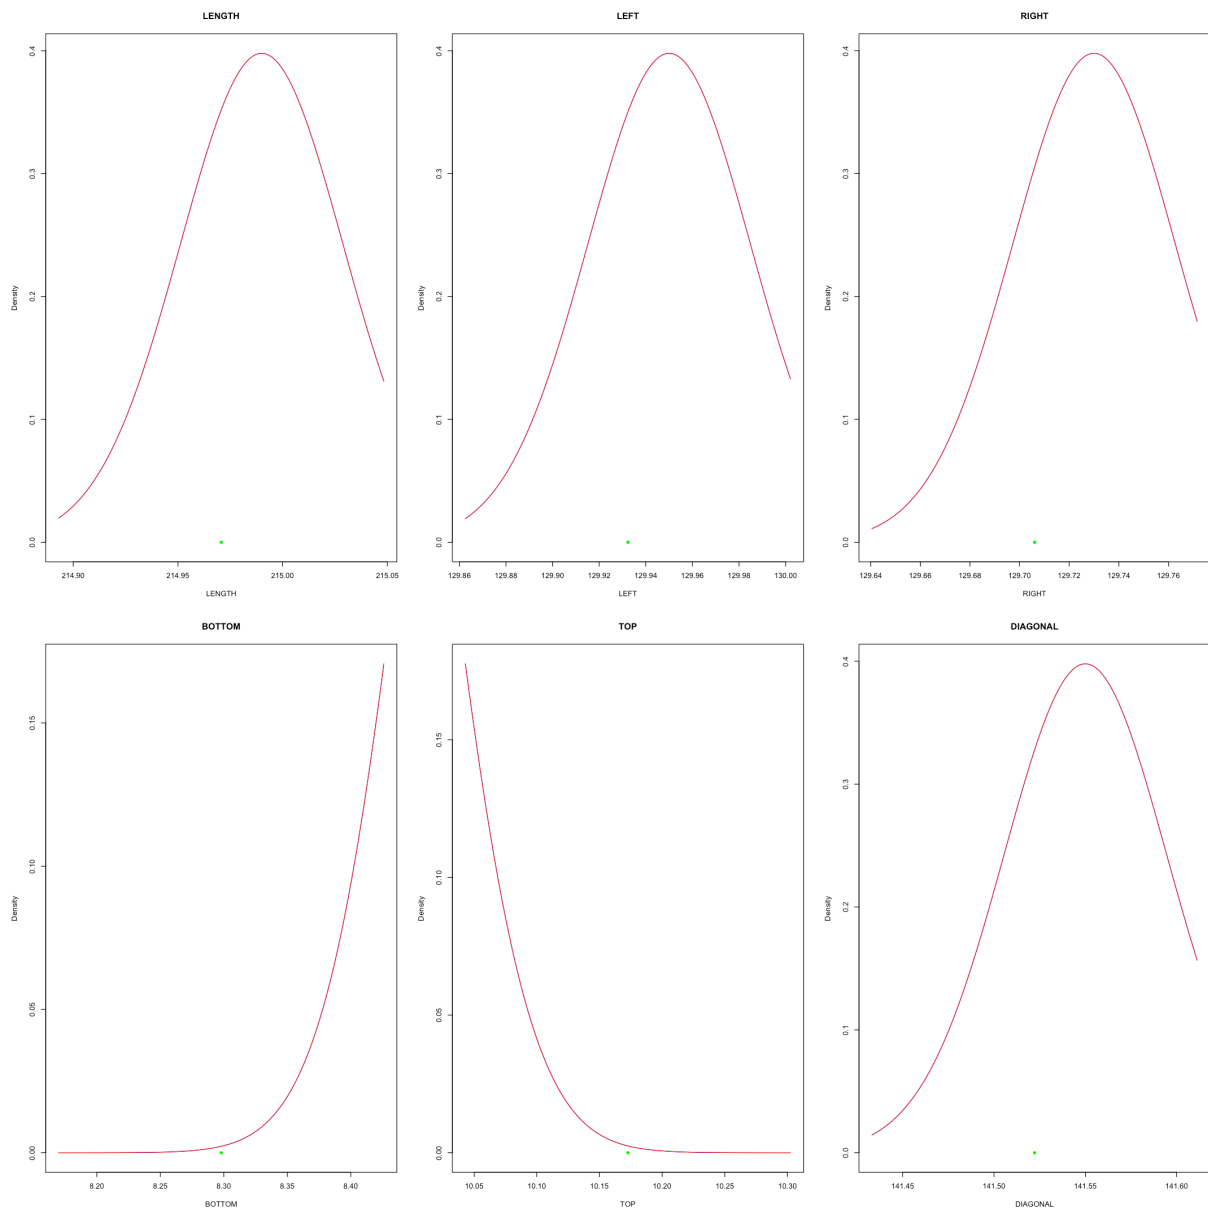 LENGTH
Density
0.0 0.1 0.2 0.3 0.4
214.90 214.95 215.00 215.05
LENGTH
LEFT
Density
0.0 0.1 0.2 0.3 0.4
129.86 129.88 129.90 129.92 129.94 129.96 129.98 130.00
LEFT
RIGHT
Density
0.0 0.1 0.2 0.3 0.4
129.64 129.66 129.68 129.70 129.72 129.74 129.76
RIGHT
BOTTOM
Density
0.00 0.05 0.10 0.15
8.20 8.25 8.30 8.35 8.40
BOTTOM
TOP
Density
0.00 0.05 0.10 0.15
10.05 10.10 10.15 10.20 10.25 10.30
TOP
DIAGONAL
Density
0.0 0.1 0.2 0.3 0.4
141.45 141.50 141.55 141.60
DIAGONAL